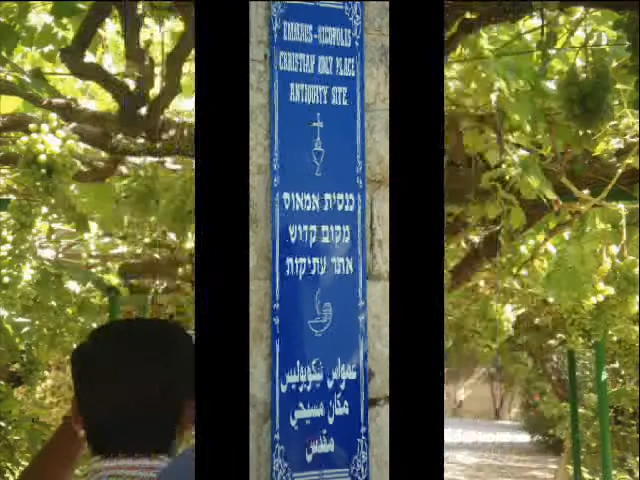 EMMAUS-NICOPOLIS
CHRISTIAN HOLY PLACE
ANTIQUITY SITE
כנסית אמאוס
מקום קדוש
אתר עתיקות
عمواس نيكوبوليس
مكان مسيحي
مقدس